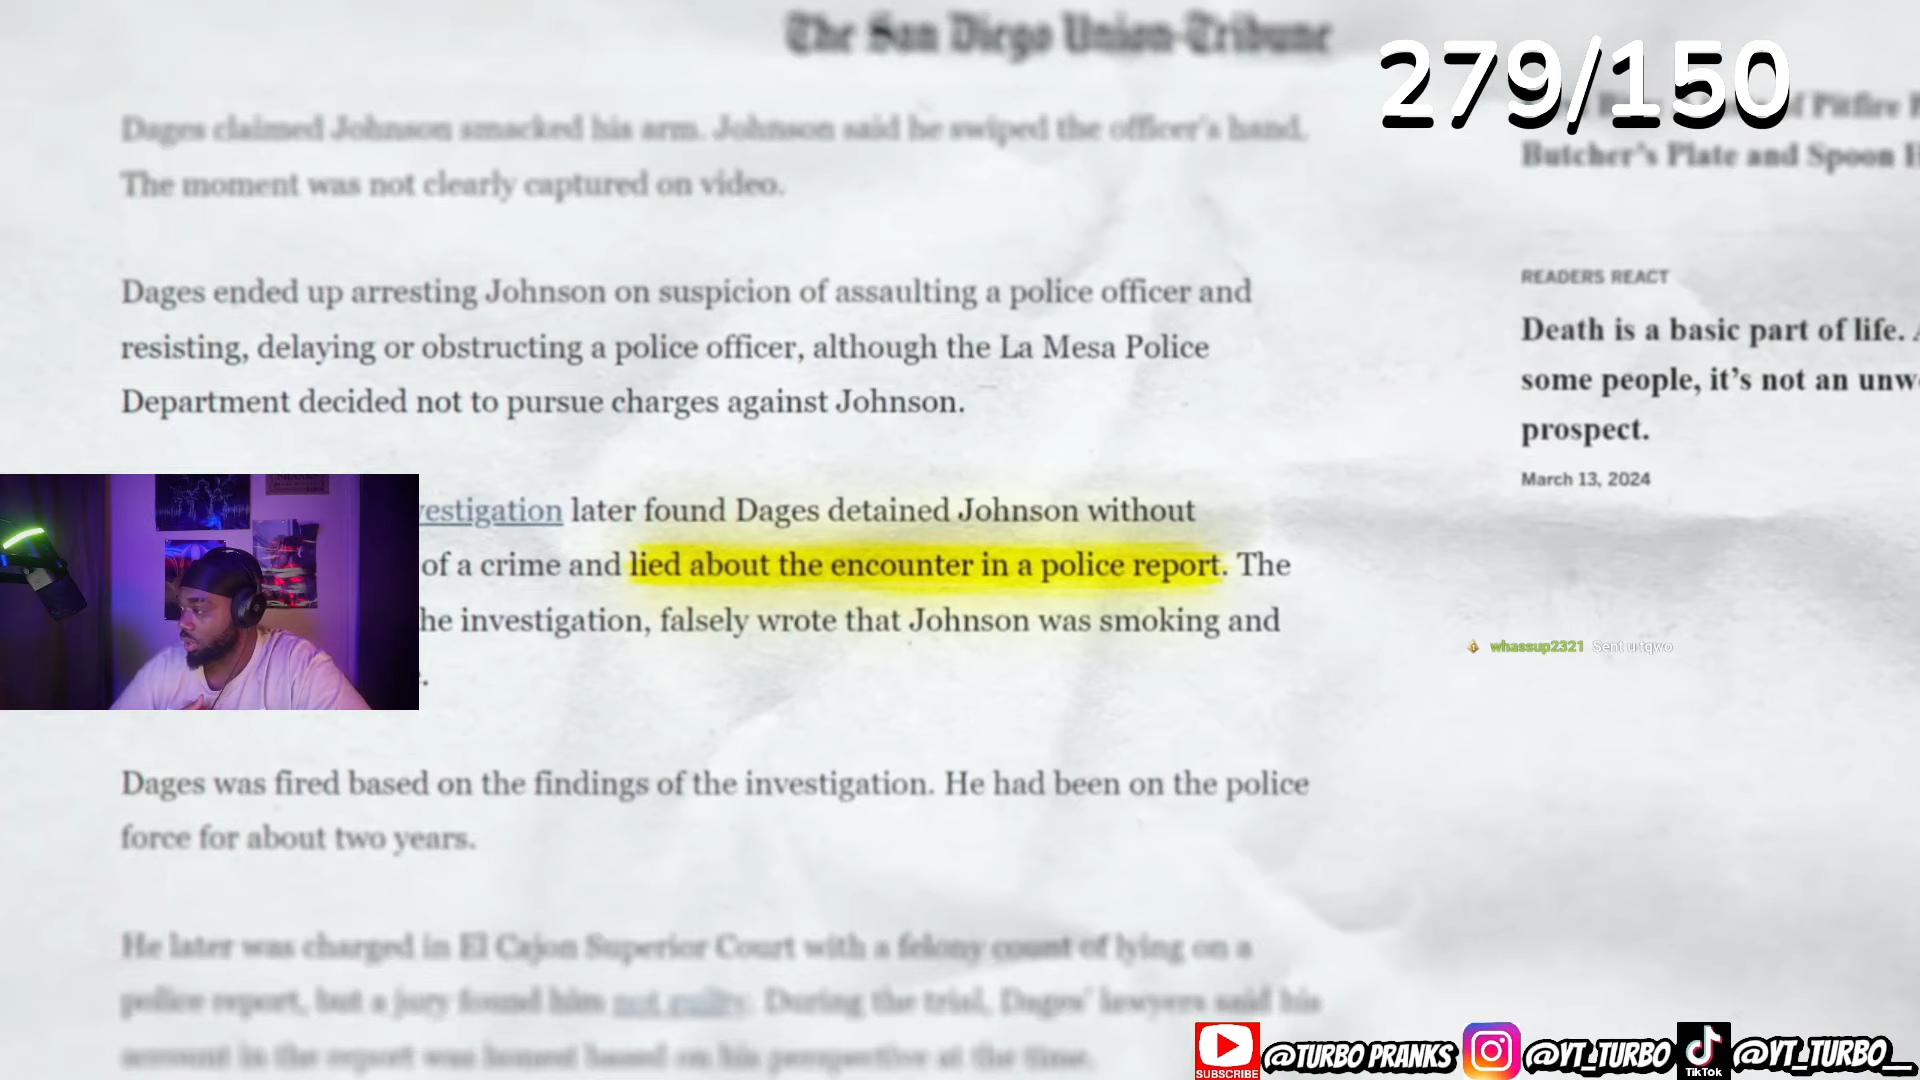 The San Diego Union-Tribune
279/150
Dages claimed Johnson smacked his arm. Johnson said he swiped the officer's hand.
The moment was not clearly captured on video.
Pitfire
Butcher's Plate and Spoon
Dages ended up arresting Johnson on suspicion of assaulting a police officer and
resisting, delaying or obstructing a police officer, although the La Mesa Police
Department decided not to pursue charges against Johnson.
READERS REACT
Death is a basic part of life.
some people, it's not an unw
prospect.
March 13, 2024
vestigation later found Dages detained Johnson without
of a crime and lied about the encounter in a police report. The
he investigation, falsely wrote that Johnson was smoking and
.
whassup2321 Sent u tqwo
Dages was fired based on the findings of the investigation. He had been on the police
force for about two years.
He later was charged in El Cajon Superior Court with a felony count of lying on a
police report, but a jury found him not guilty. During the trial, Dages' lawyers said his
account in the report was honest based on his perspective at the time.
SUBSCRIBE @TURBO PRANKS @YT_TURBO TikTok @YT_TURBO__